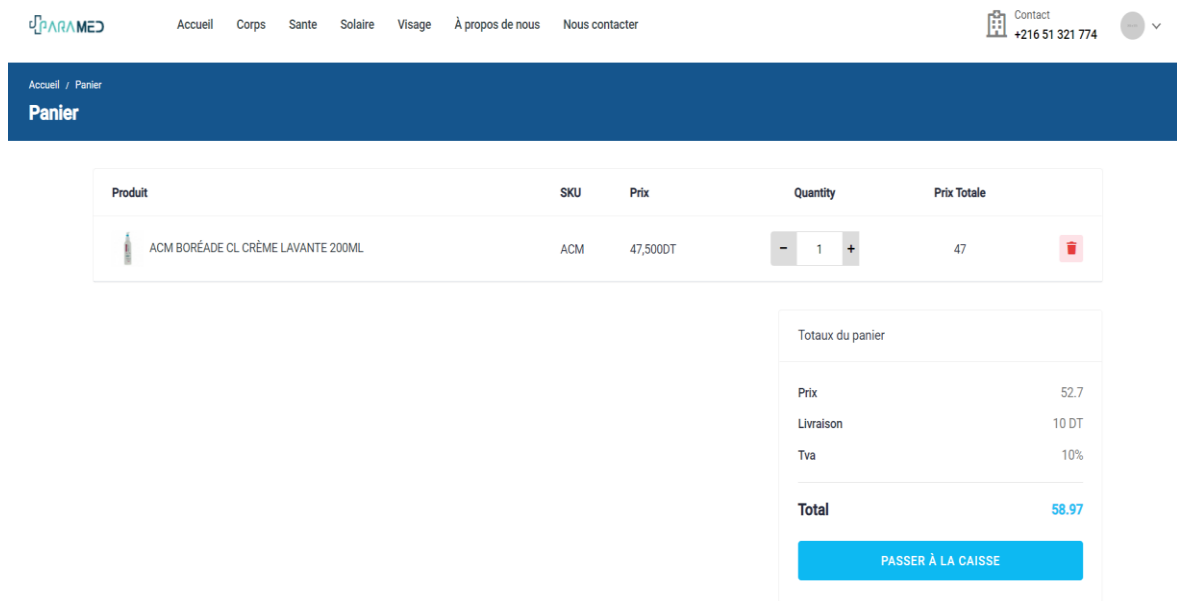 PARAMED
Accueil Corps Sante Solaire Visage À propos de nous Nous contacter
Contact
+216 51 321 774
Accueil / Panier
Panier
Produit SKU Prix Quantity Prix Totale
ACM BORÉADE CL CRÈME LAVANTE 200ML ACM 47,500DT - 1 + 47
Totaux du panier
Prix 52.7
Livraison 10 DT
Tva 10%
Total 58.97
PASSER À LA CAISSE